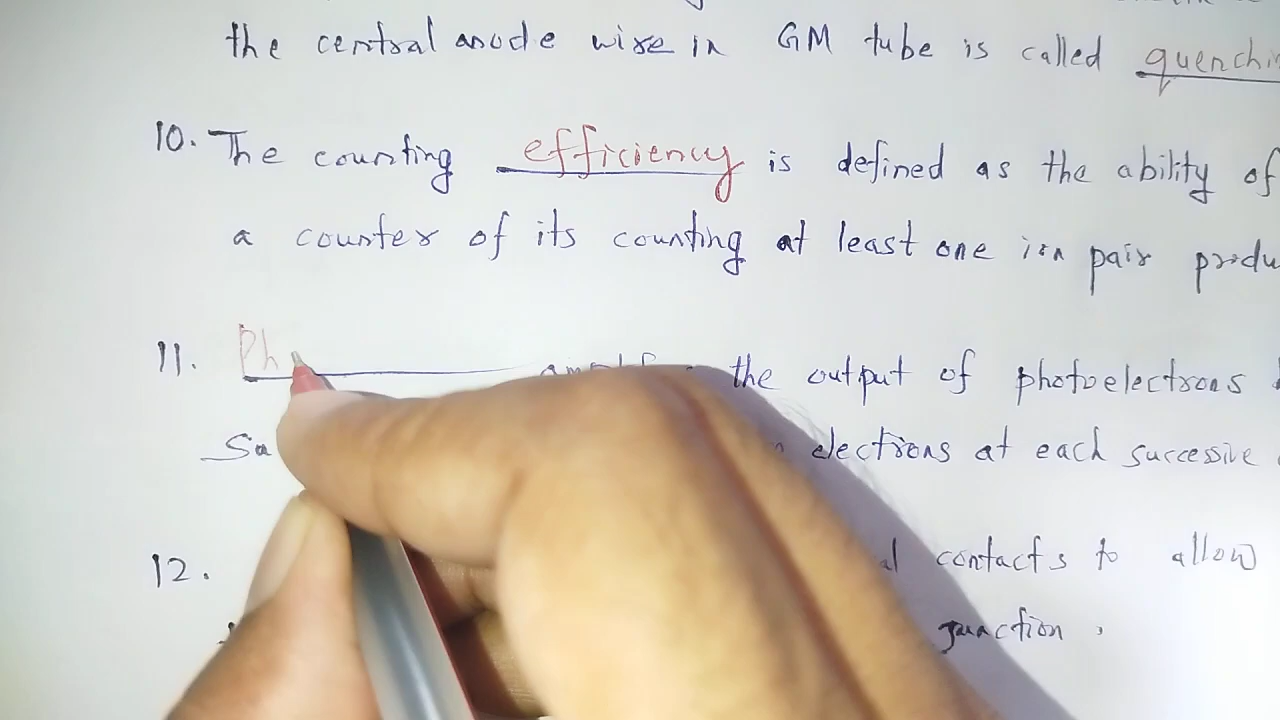 the central anode wire in GM tube is called quenchi
10. The counting efficiency is defined as the ability of
a counter of its counting at least one ion pair produ
11. Ph the output of photoelectrons
Su electrons at each successive
12. contacts to allow
junction.